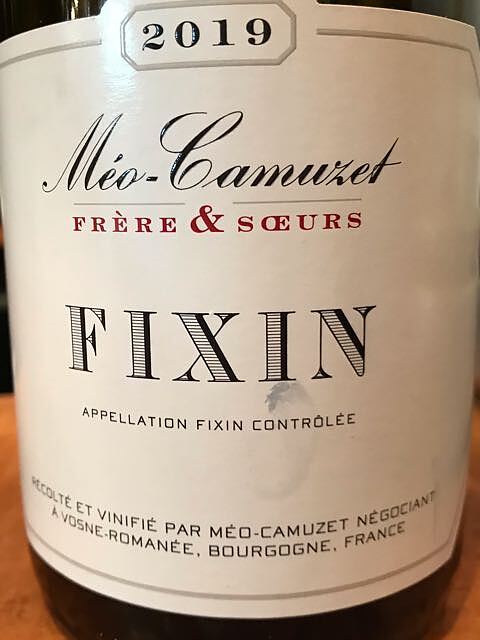 2019
Méo-Camuzet
FRÈRE & SŒURS
FIXIN
APPELLATION FIXIN CONTRÔLÉE
RÉCOLTÉ ET VINIFIÉ PAR MÉO-CAMUZET NÉGOCIANT
À VOSNE-ROMANÉE, BOURGOGNE, FRANCE